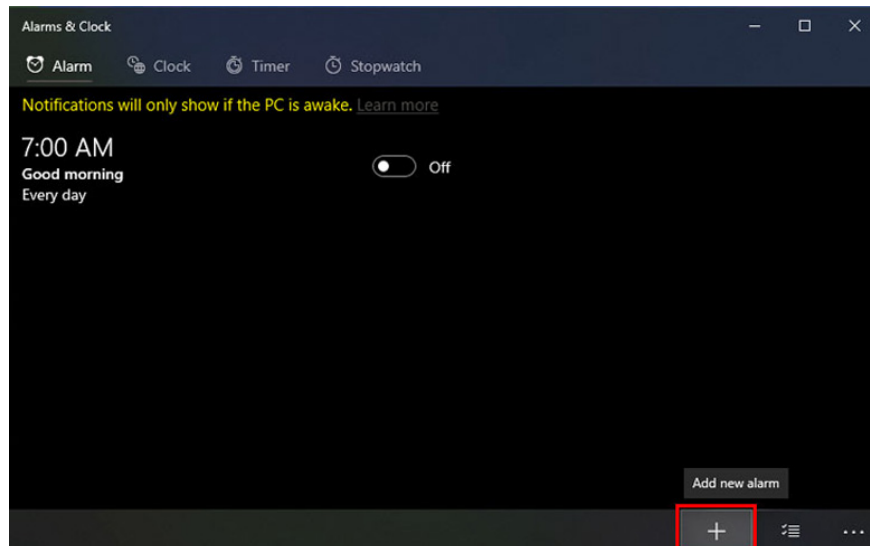 Alarms & Clock
Alarm Clock Timer Stopwatch
Notifications will only show if the PC is awake. Learn more
7:00 AM
Good morning
Every day
Off
Add new alarm